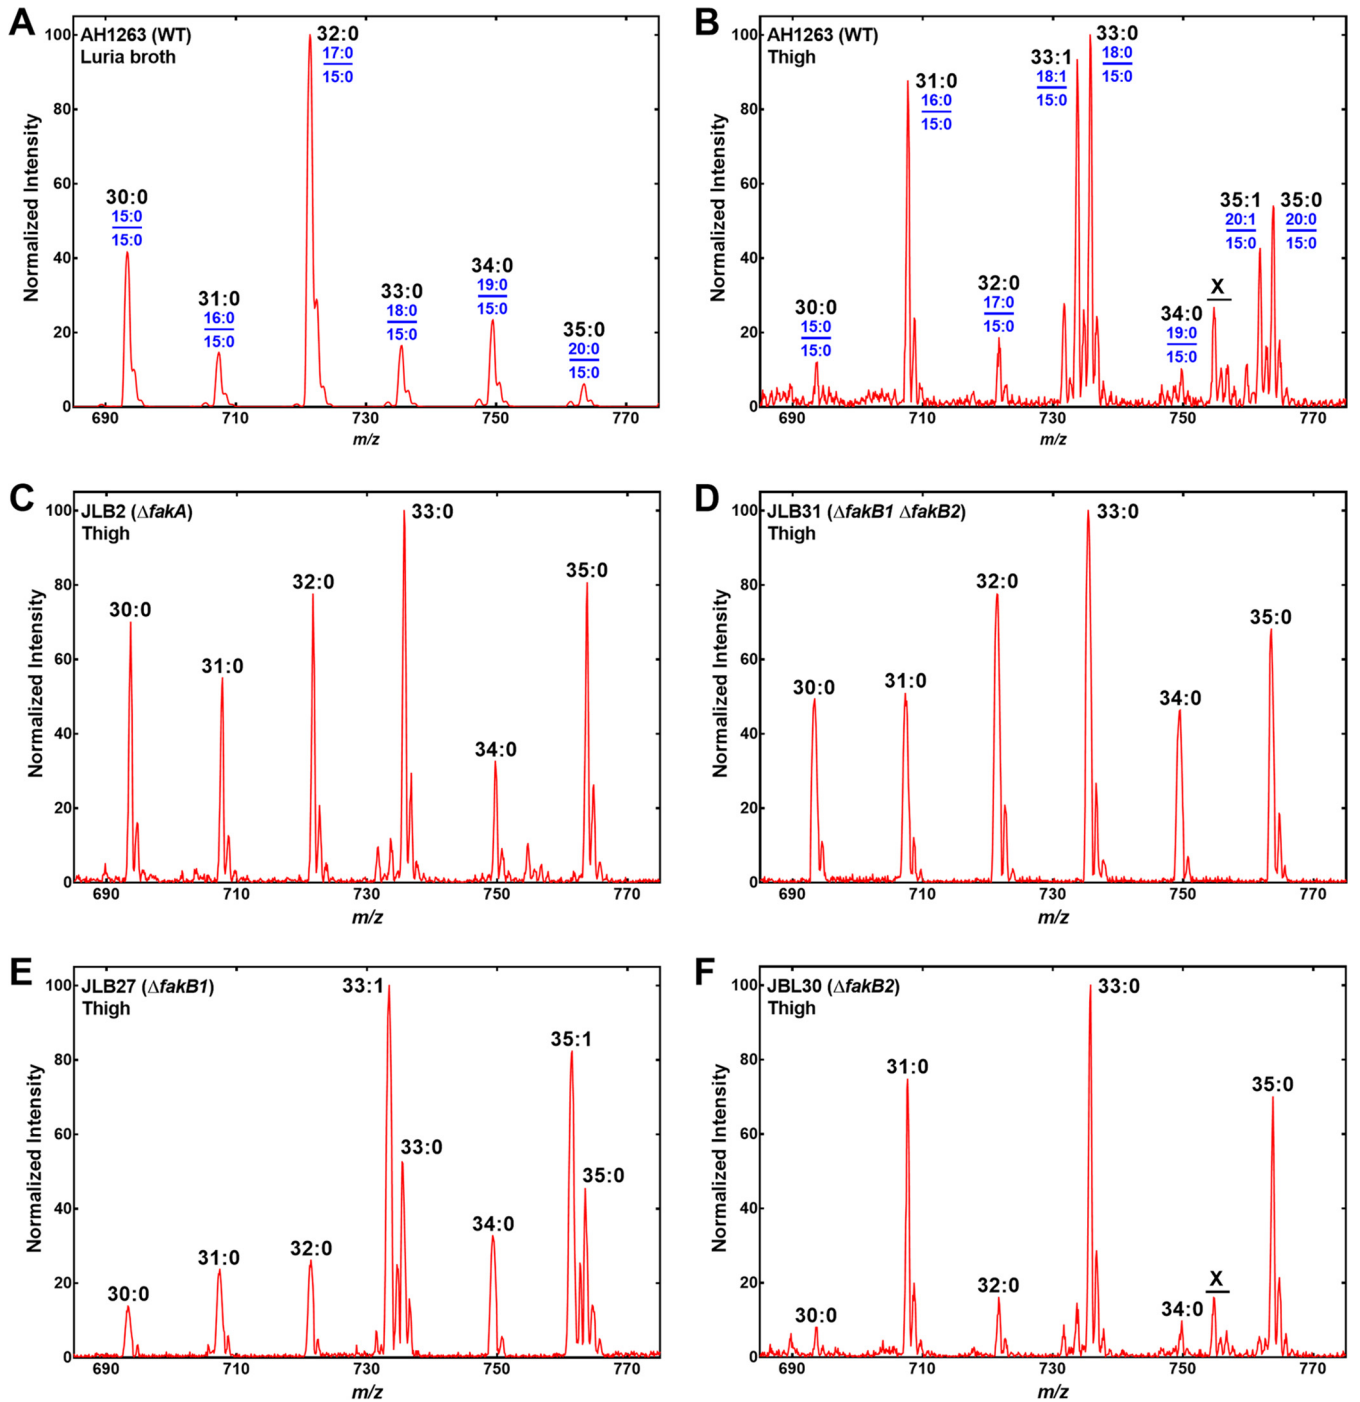 A
AH1263 (WT)
Luria broth
Normalized Intensity
100
80
60
40
20
0
30:0
15:0
15:0
31:0
16:0
15:0
32:0
17:0
15:0
33:0
18:0
15:0
34:0
19:0
15:0
35:0
20:0
15:0
690 710 730 750 770
m/z
B
AH1263 (WT)
Thigh
Normalized Intensity
100
80
60
40
20
0
30:0
15:0
15:0
31:0
16:0
15:0
32:0
17:0
15:0
33:1
18:1
15:0
33:0
18:0
15:0
34:0
19:0
15:0
X
35:1
20:1
15:0
35:0
20:0
15:0
690 710 730 750 770
m/z
C
JLB2 (ΔfakA)
Thigh
Normalized Intensity
100
80
60
40
20
0
30:0
31:0
32:0
33:0
34:0
35:0
690 710 730 750 770
m/z
D
JLB31 (ΔfakB1 ΔfakB2)
Thigh
Normalized Intensity
100
80
60
40
20
0
30:0
31:0
32:0
33:0
34:0
35:0
690 710 730 750 770
m/z
E
JLB27 (ΔfakB1)
Thigh
Normalized Intensity
100
80
60
40
20
0
30:0
31:0
32:0
33:1
33:0
34:0
35:1
35:0
690 710 730 750 770
m/z
F
JBL30 (ΔfakB2)
Thigh
Normalized Intensity
100
80
60
40
20
0
30:0
31:0
32:0
33:0
34:0
X
35:0
690 710 730 750 770
m/z